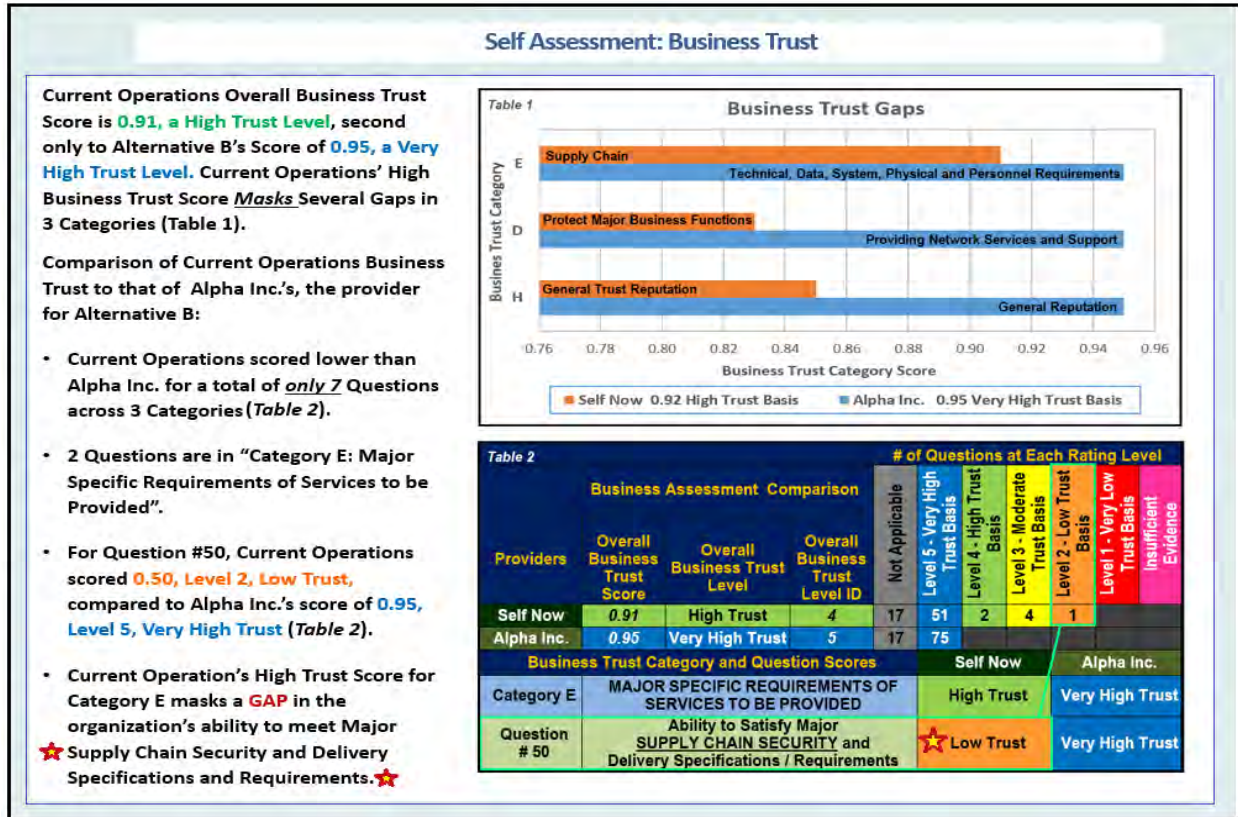 Self Assessment: Business Trust
Current Operations Overall Business Trust
Score is 0.91, a High Trust Level, second
only to Alternative B’s Score of 0.95, a Very
High Trust Level. Current Operations’ High
Business Trust Score Masks Several Gaps in
3 Categories (Table 1).
Comparison of Current Operations Business
Trust to that of Alpha Inc.’s, the provider
for Alternative B:
• Current Operations scored lower than
Alpha Inc. for a total of only 7 Questions
across 3 Categories (Table 2).
• 2 Questions are in “Category E: Major
Specific Requirements of Services to be
Provided”.
• For Question #50, Current Operations
scored 0.50, Level 2, Low Trust,
compared to Alpha Inc.’s score of 0.95,
Level 5, Very High Trust (Table 2).
• Current Operation’s High Trust Score for
Category E masks a GAP in the
organization’s ability to meet Major
Supply Chain Security and Delivery
Specifications and Requirements.
Table 1
Business Trust Gaps
Busines Trust Category
E
Supply Chain
Technical, Data, System, Physical and Personnel Requirements
D
Protect Major Business Functions
Providing Network Services and Support
H
General Trust Reputation
General Reputation
0.76 0.78 0.80 0.82 0.84 0.86 0.88 0.90 0.92 0.94 0.96
Business Trust Category Score
Self Now 0.92 High Trust Basis Alpha Inc. 0.95 Very High Trust Basis
Table 2
# of Questions at Each Rating Level
Business Assessment Comparison
Providers
Overall
Business
Trust
Score
Overall
Business Trust
Level
Overall
Business
Trust
Level ID
Not Applicable
Level 5 - Very High
Trust Basis
Level 4 - High Trust
Basis
Level 3 - Moderate
Trust Basis
Level 2 - Low Trust
Basis
Level 1 - Very Low
Trust Basis
Insufficient
Evidence
Self Now 0.91 High Trust 4 17 51 2 4 1
Alpha Inc. 0.95 Very High Trust 5 17 75
Business Trust Category and Question Scores Self Now Alpha Inc.
Category E
MAJOR SPECIFIC REQUIREMENTS OF
SERVICES TO BE PROVIDED
High Trust Very High Trust
Question
# 50
Ability to Satisfy Major
SUPPLY CHAIN SECURITY and
Delivery Specifications / Requirements
Low Trust Very High Trust